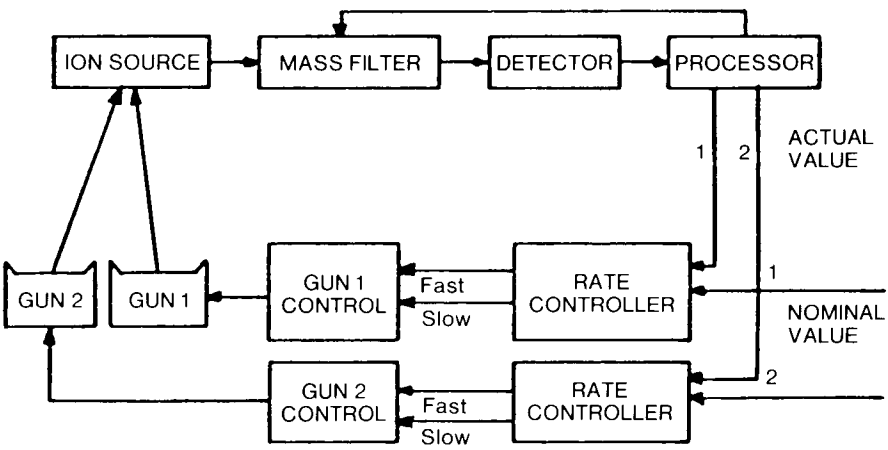 ION SOURCE
MASS FILTER
DETECTOR
PROCESSOR
1
2
ACTUAL
VALUE
GUN 2
GUN 1
GUN 1
CONTROL
Fast
Slow
RATE
CONTROLLER
1
NOMINAL
VALUE
GUN 2
CONTROL
Fast
Slow
RATE
CONTROLLER
2